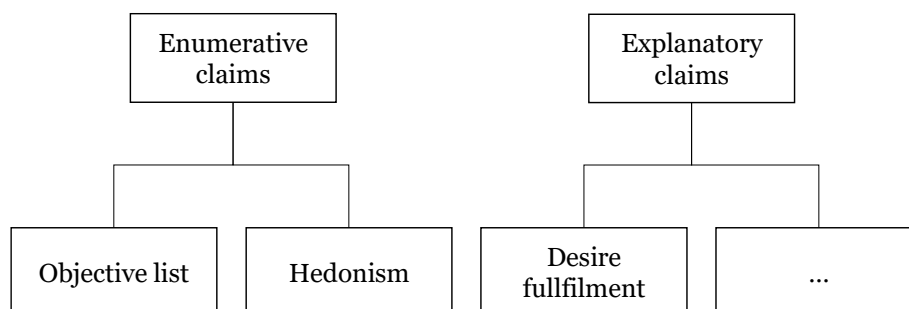 Enumerative
claims
Explanatory
claims
Objective list
Hedonism
Desire
fullfilment
...